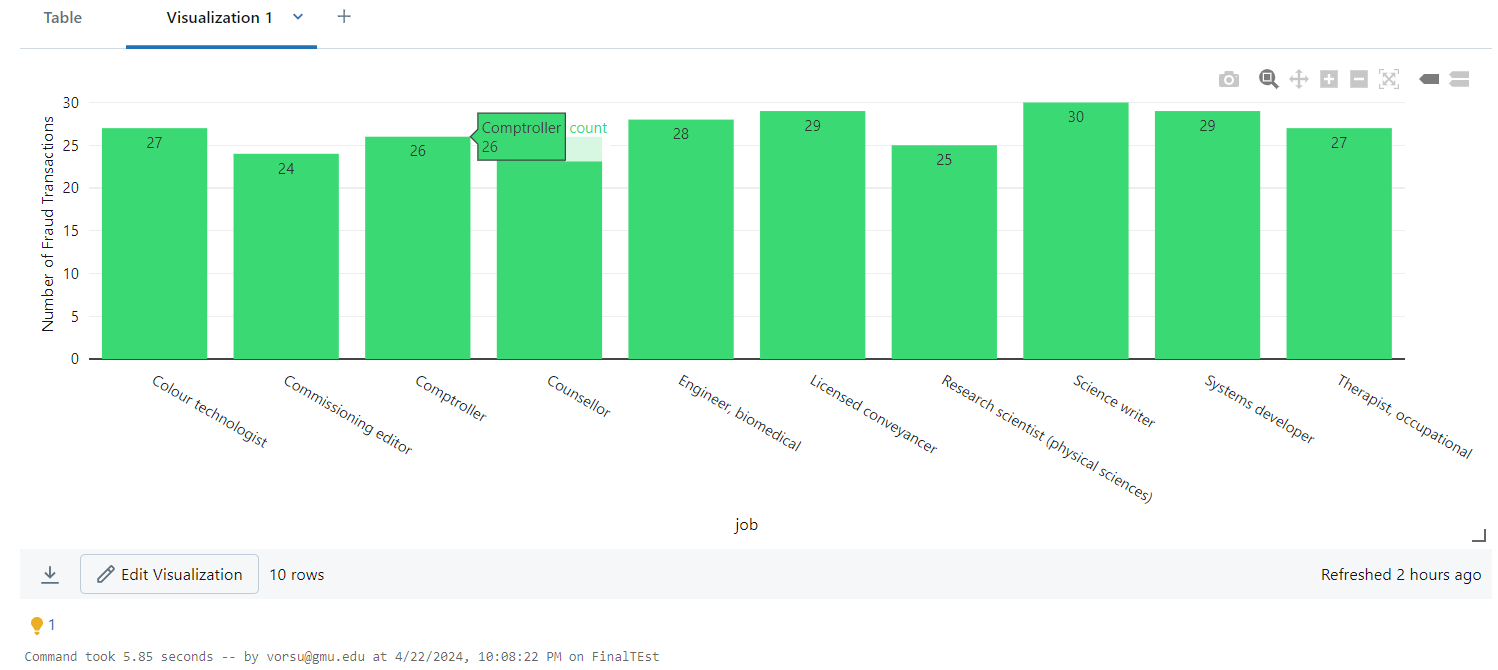 Table
Visualization 1
Number of Fraud Transactions
30
25
20
15
10
5
0
27
24
26
Comptroller count
26
28
29
25
30
29
27
Colour technologist
Commissioning editor
Comptroller
Counsellor
Engineer, biomedical
Licensed conveyancer
Research scientist (physical sciences)
Science writer
Systems developer
Therapist, occupational
job
Edit Visualization
10 rows
Refreshed 2 hours ago
1
Command took 5.85 seconds -- by vorsu@gmu.edu at 4/22/2024, 10:08:22 PM on FinalTEst